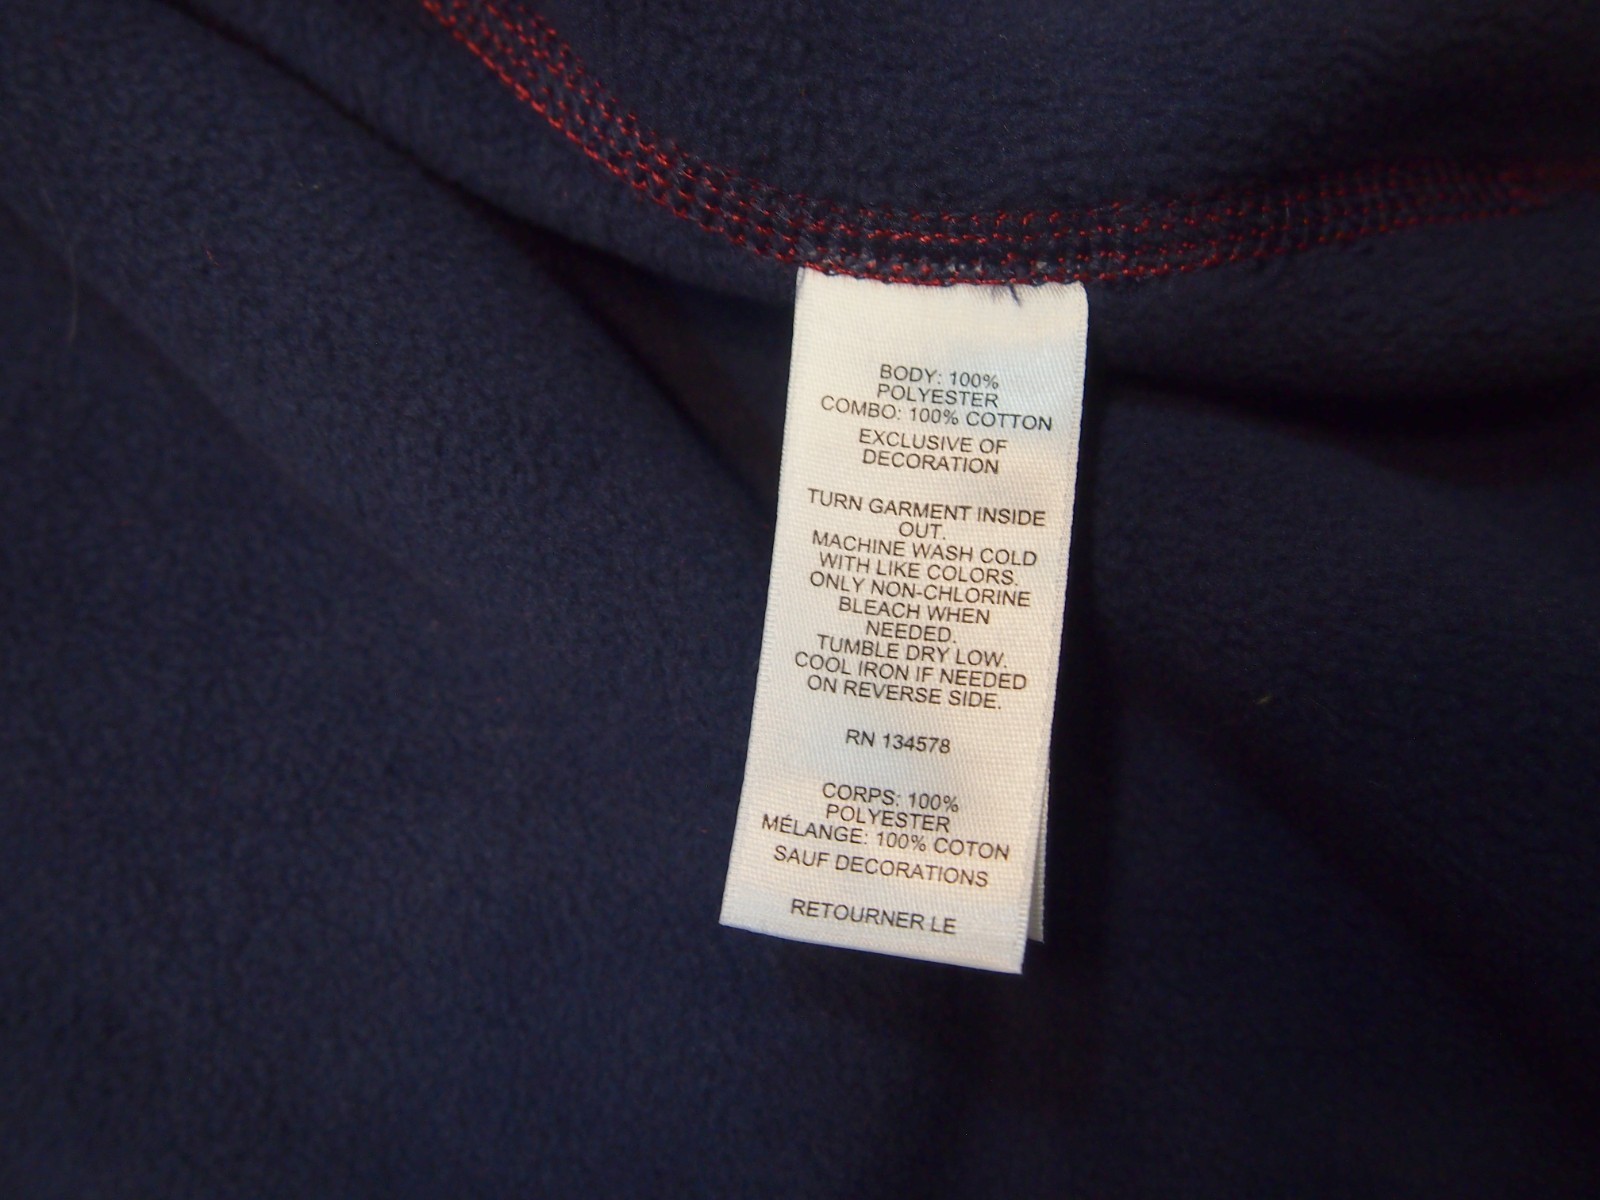 BODY: 100%
POLYESTER
COMBO: 100% COTTON
EXCLUSIVE OF
DECORATION
TURN GARMENT INSIDE
OUT.
MACHINE WASH COLD
WITH LIKE COLORS.
ONLY NON-CHLORINE
BLEACH WHEN
NEEDED.
TUMBLE DRY LOW.
COOL IRON IF NEEDED
ON REVERSE SIDE.
RN 134578
CORPS: 100%
POLYESTER
MÉLANGE: 100% COTON
SAUF DECORATIONS
RETOURNER LE